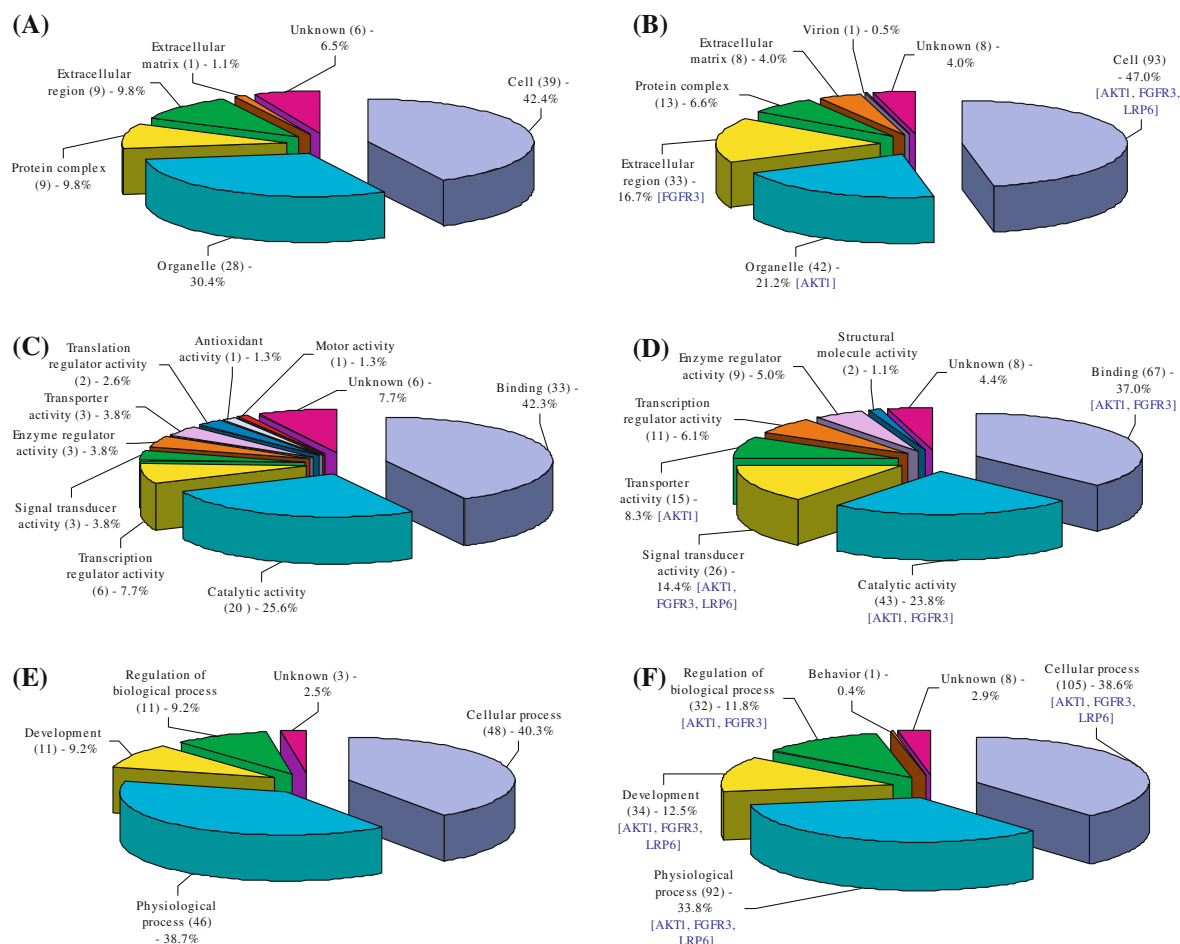 (A)
Unknown (6) -
6.5%
Extracellular
matrix (1) - 1.1%
Extracellular
region (9) - 9.8%
Cell (39) -
42.4%
Protein complex
(9) - 9.8%
Organelle (28) -
30.4%
(B)
Virion (1) - 0.5%
Extracellular
matrix (8) - 4.0%
Unknown (8) -
4.0%
Cell (93)
- 47.0%
[AKT1, FGFR3,
LRP6]
Protein complex
(13) - 6.6%
Extracellular
region (33) -
16.7% [FGFR3]
Organelle (42) -
21.2% [AKT1]
(C)
Antioxidant
activity (1) - 1.3%
Motor activity
(1) - 1.3%
Translation
regulator activity
(2) - 2.6%
Unknown (6) -
7.7%
Binding (33) -
42.3%
Transporter
activity (3) - 3.8%
Enzyme regulator
activity (3) - 3.8%
Signal transducer
activity (3) - 3.8%
Transcription
regulator activity
(6) - 7.7%
Catalytic activity
(20 ) - 25.6%
(D)
Structural
molecule activity
(2) - 1.1%
Enzyme regulator
activity (9) - 5.0%
Unknown (8) -
4.4%
Binding (67) -
37.0%
[AKT1, FGFR3]
Transcription
regulator activity
(11) - 6.1%
Transporter
activity (15) -
8.3% [AKT1]
Signal transducer
activity (26) -
14.4% [AKT1,
FGFR3, LRP6]
Catalytic activity
(43) - 23.8%
[AKT1, FGFR3]
(E)
Regulation of
biological process
(11) - 9.2%
Unknown (3) -
2.5%
Cellular process
(48) - 40.3%
Development
(11) - 9.2%
Physiological
process (46)
- 38.7%
(F)
Regulation of
biological process
(32) - 11.8%
[AKT1, FGFR3]
Behavior (1) -
0.4%
Unknown (8) -
2.9%
Cellular process
(105) - 38.6%
[AKT1, FGFR3,
LRP6]
Development
(34) - 12.5%
[AKT1, FGFR3,
LRP6]
Physiological
process (92) -
33.8%
[AKT1, FGFR3,
LRP6]